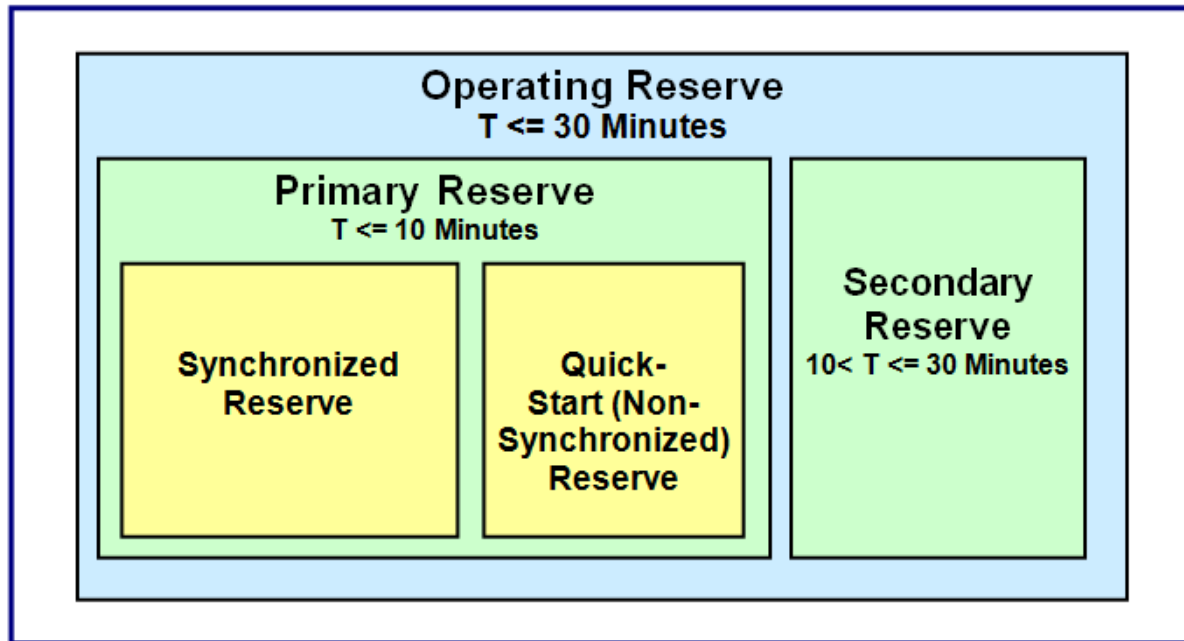 Operating Reserve
T <= 30 Minutes
Primary Reserve
T <= 10 Minutes
Synchronized
Reserve
Quick-
Start (Non-
Synchronized)
Reserve
Secondary
Reserve
10< T <= 30 Minutes